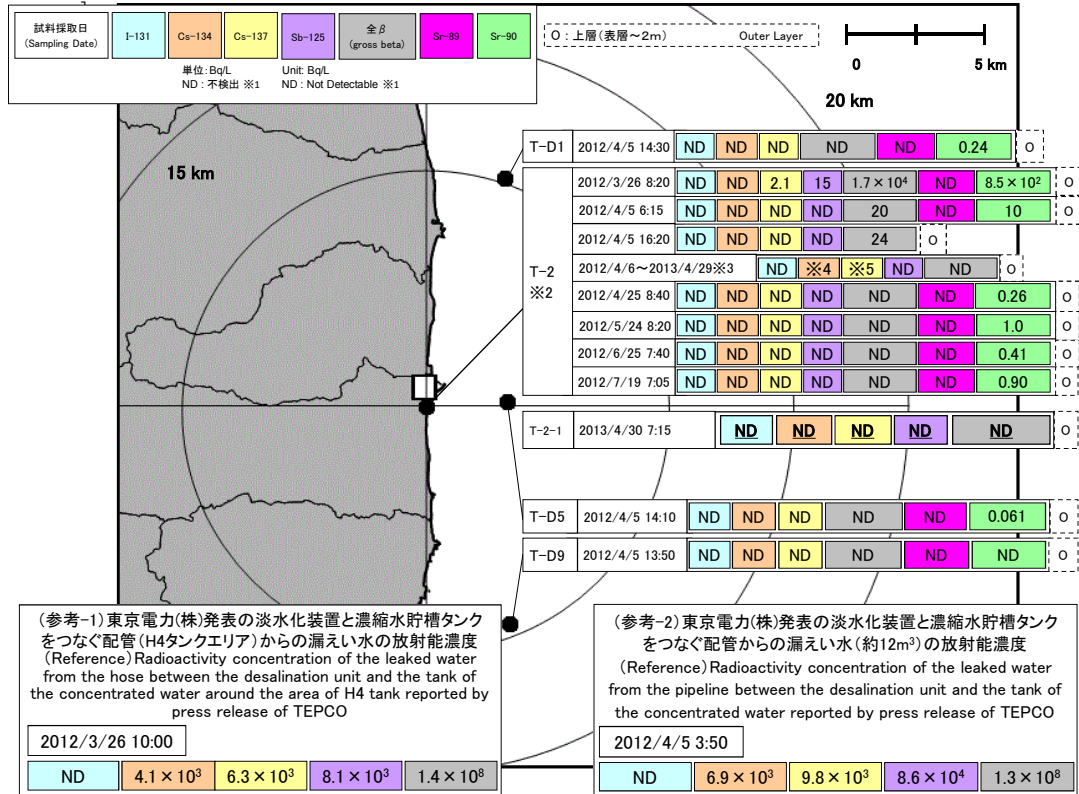 試料採取日
(Sampling Date)
I-131
Cs-134
Cs-137
Sb-125
全β
(gross beta)
Sr-89
Sr-90
単位:Bq/L
Unit: Bq/L
ND : 不検出 ※1
ND : Not Detectable ※1
O : 上層(表層～2m) Outer Layer
0 5 km
20 km
15 km
T-D1 2012/4/5 14:30 ND ND ND ND ND 0.24 O
T-2
※2
2012/3/26 8:20 ND ND 2.1 15 1.7×10⁴ ND 8.5×10² O
2012/4/5 6:15 ND ND ND ND 20 ND 10 O
2012/4/5 16:20 ND ND ND ND 24 O
2012/4/6～2013/4/29※3 ND ※4 ※5 ND ND O
2012/4/25 8:40 ND ND ND ND ND ND 0.26 O
2012/5/24 8:20 ND ND ND ND ND ND 1.0 O
2012/6/25 7:40 ND ND ND ND ND ND 0.41 O
2012/7/19 7:05 ND ND ND ND ND ND 0.90 O
T-2-1 2013/4/30 7:15 ND ND ND ND ND O
T-D5 2012/4/5 14:10 ND ND ND ND ND 0.061 O
T-D9 2012/4/5 13:50 ND ND ND ND ND ND O
(参考-1)東京電力(株)発表の淡水化装置と濃縮水貯槽タンク
をつなぐ配管(H4タンクエリア)からの漏えい水の放射能濃度
(Reference)Radioactivity concentration of the leaked water
from the hose between the desalination unit and the tank of
the concentrated water around the area of H4 tank reported by
press release of TEPCO
2012/3/26 10:00
ND 4.1×10³ 6.3×10³ 8.1×10³ 1.4×10⁸
(参考-2)東京電力(株)発表の淡水化装置と濃縮水貯槽タンク
をつなぐ配管からの漏えい水(約12m³)の放射能濃度
(Reference)Radioactivity concentration of the leaked water
from the pipeline between the desalination unit and the tank of
the concentrated water reported by press release of TEPCO
2012/4/5 3:50
ND 6.9×10³ 9.8×10³ 8.6×10⁴ 1.3×10⁸